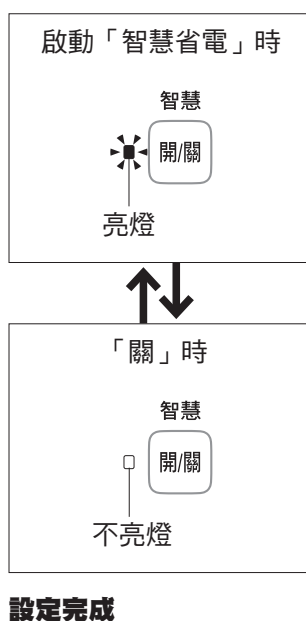 啟動「智慧省電」時
智慧
開/關
亮燈
「關」時
智慧
開/關
不亮燈
設定完成